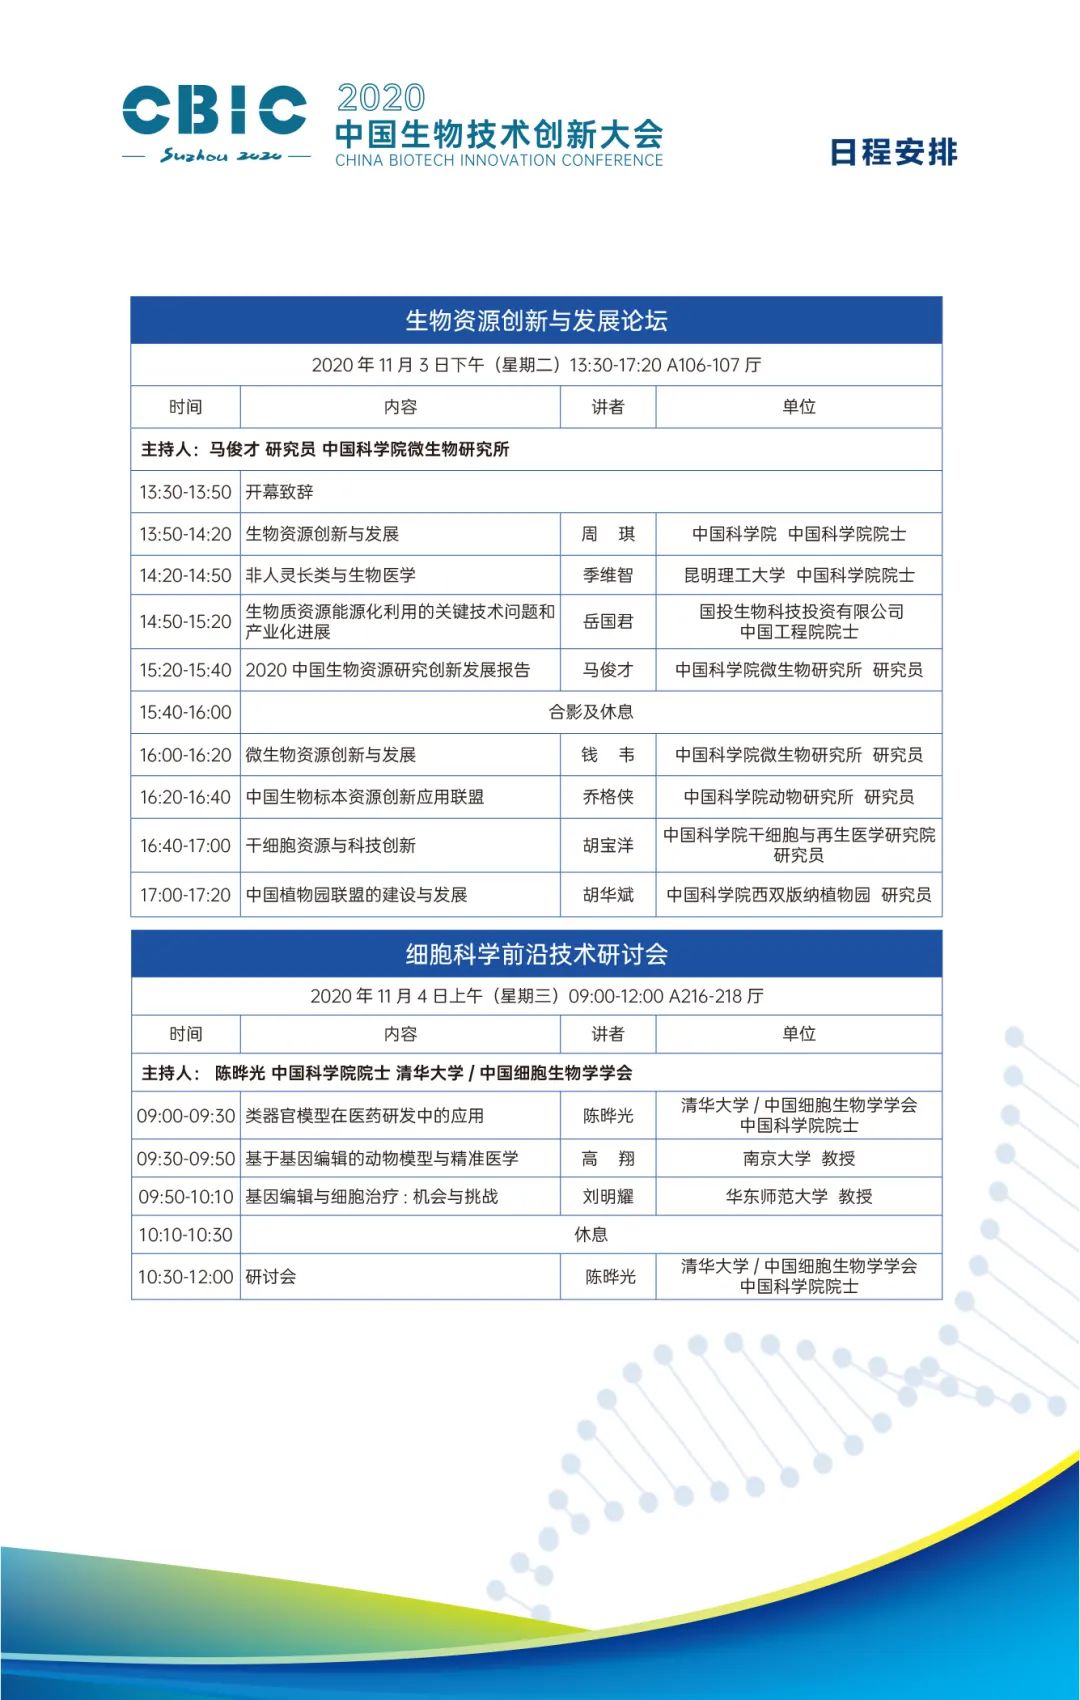 CBIC
Suzhou 2020
2020
中国生物技术创新大会
CHINA BIOTECH INNOVATION CONFERENCE
日程安排
生物资源创新与发展论坛
2020 年 11 月 3 日下午（星期二）13:30-17:20 A106-107 厅
时间 内容 讲者 单位
主持人：马俊才 研究员 中国科学院微生物研究所
13:30-13:50 开幕致辞
13:50-14:20 生物资源创新与发展 周 琪 中国科学院 中国科学院院士
14:20-14:50 非人灵长类与生物医学 季维智 昆明理工大学 中国科学院院士
14:50-15:20 生物质资源能源化利用的关键技术问题和
产业化进展 岳国君 国投生物科技投资有限公司
中国工程院院士
15:20-15:40 2020 中国生物资源研究创新发展报告 马俊才 中国科学院微生物研究所 研究员
15:40-16:00 合影及休息
16:00-16:20 微生物资源创新与发展 钱 韦 中国科学院微生物研究所 研究员
16:20-16:40 中国生物标本资源创新应用联盟 乔格侠 中国科学院动物研究所 研究员
16:40-17:00 干细胞资源与科技创新 胡宝洋 中国科学院干细胞与再生医学研究院
研究员
17:00-17:20 中国植物园联盟的建设与发展 胡华斌 中国科学院西双版纳植物园 研究员
细胞科学前沿技术研讨会
2020 年 11 月 4 日上午（星期三）09:00-12:00 A216-218 厅
时间 内容 讲者 单位
主持人： 陈晔光 中国科学院院士 清华大学 / 中国细胞生物学学会
09:00-09:30 类器官模型在医药研发中的应用 陈晔光 清华大学 / 中国细胞生物学学会
中国科学院院士
09:30-09:50 基于基因编辑的动物模型与精准医学 高 翔 南京大学 教授
09:50-10:10 基因编辑与细胞治疗 : 机会与挑战 刘明耀 华东师范大学 教授
10:10-10:30 休息
10:30-12:00 研讨会 陈晔光 清华大学 / 中国细胞生物学学会
中国科学院院士